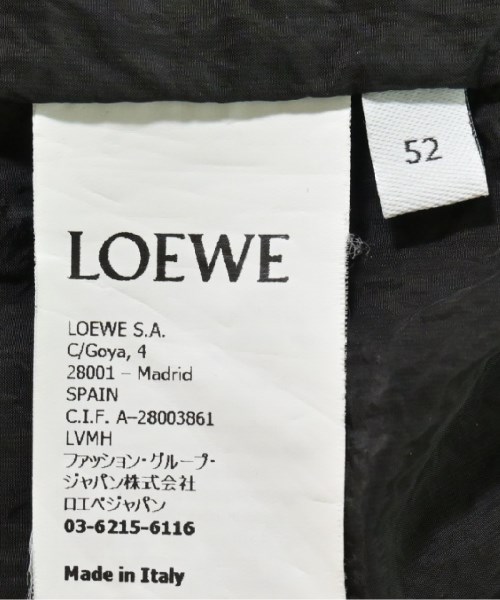 LOEWE
LOEWE S.A.
C/Goya, 4
28001 – Madrid
SPAIN
C.I.F. A-28003861
LVMH
ファッション・グループ・
ジャパン株式会社
ロエベジャパン
03-6215-6116
Made in Italy
52